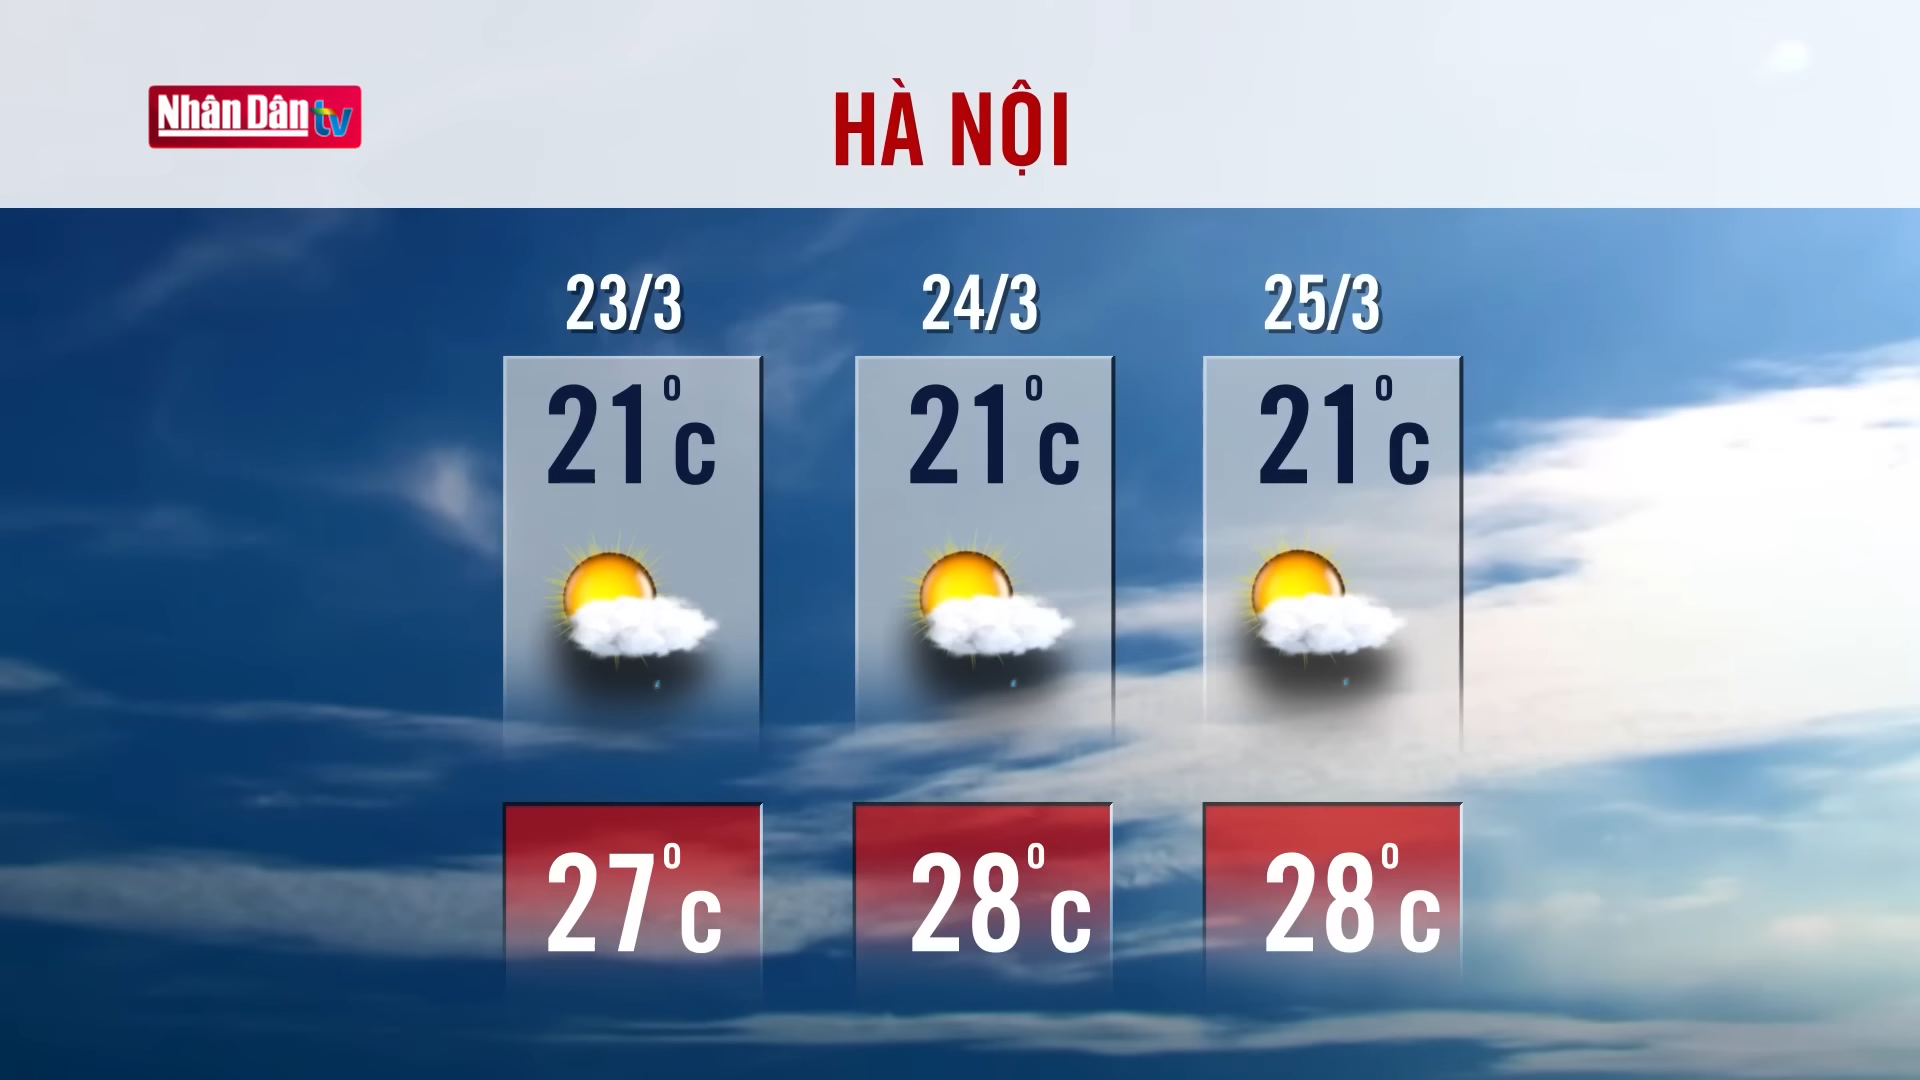 Nhân Dân tv
HÀ NỘI
23/3 24/3 25/3
21°C 21°C 21°C
27°C 28°C 28°C